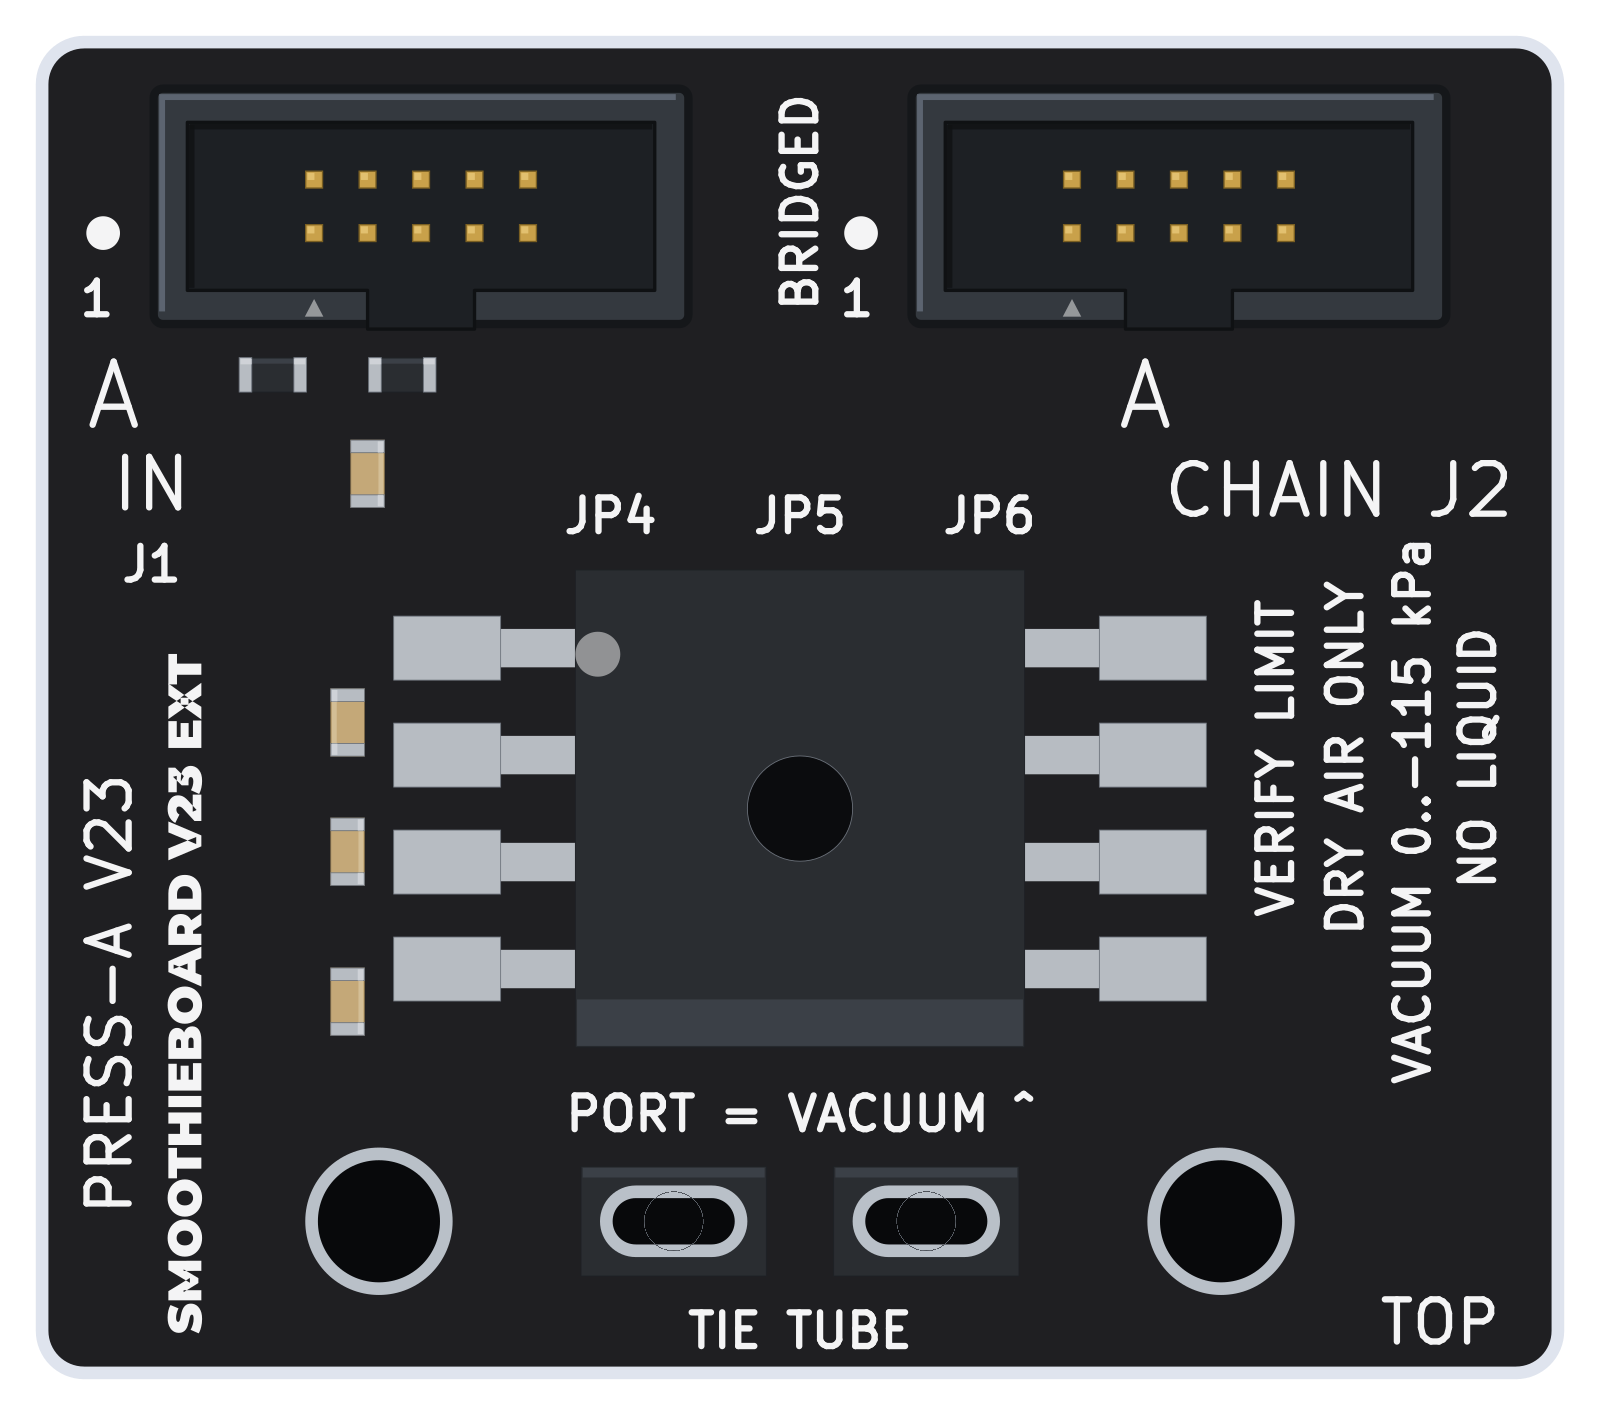 BRIDGED
1
1
A
A
IN
CHAIN J2
JP4 JP5 JP6
J1
VERIFY LIMIT
DRY AIR ONLY
VACUUM 0..-115 kPa
NO LIQUID
PRESS-A V23
SMOOTHIEBOARD V23 EXT
PORT = VACUUM ^
TIE TUBE
TOP